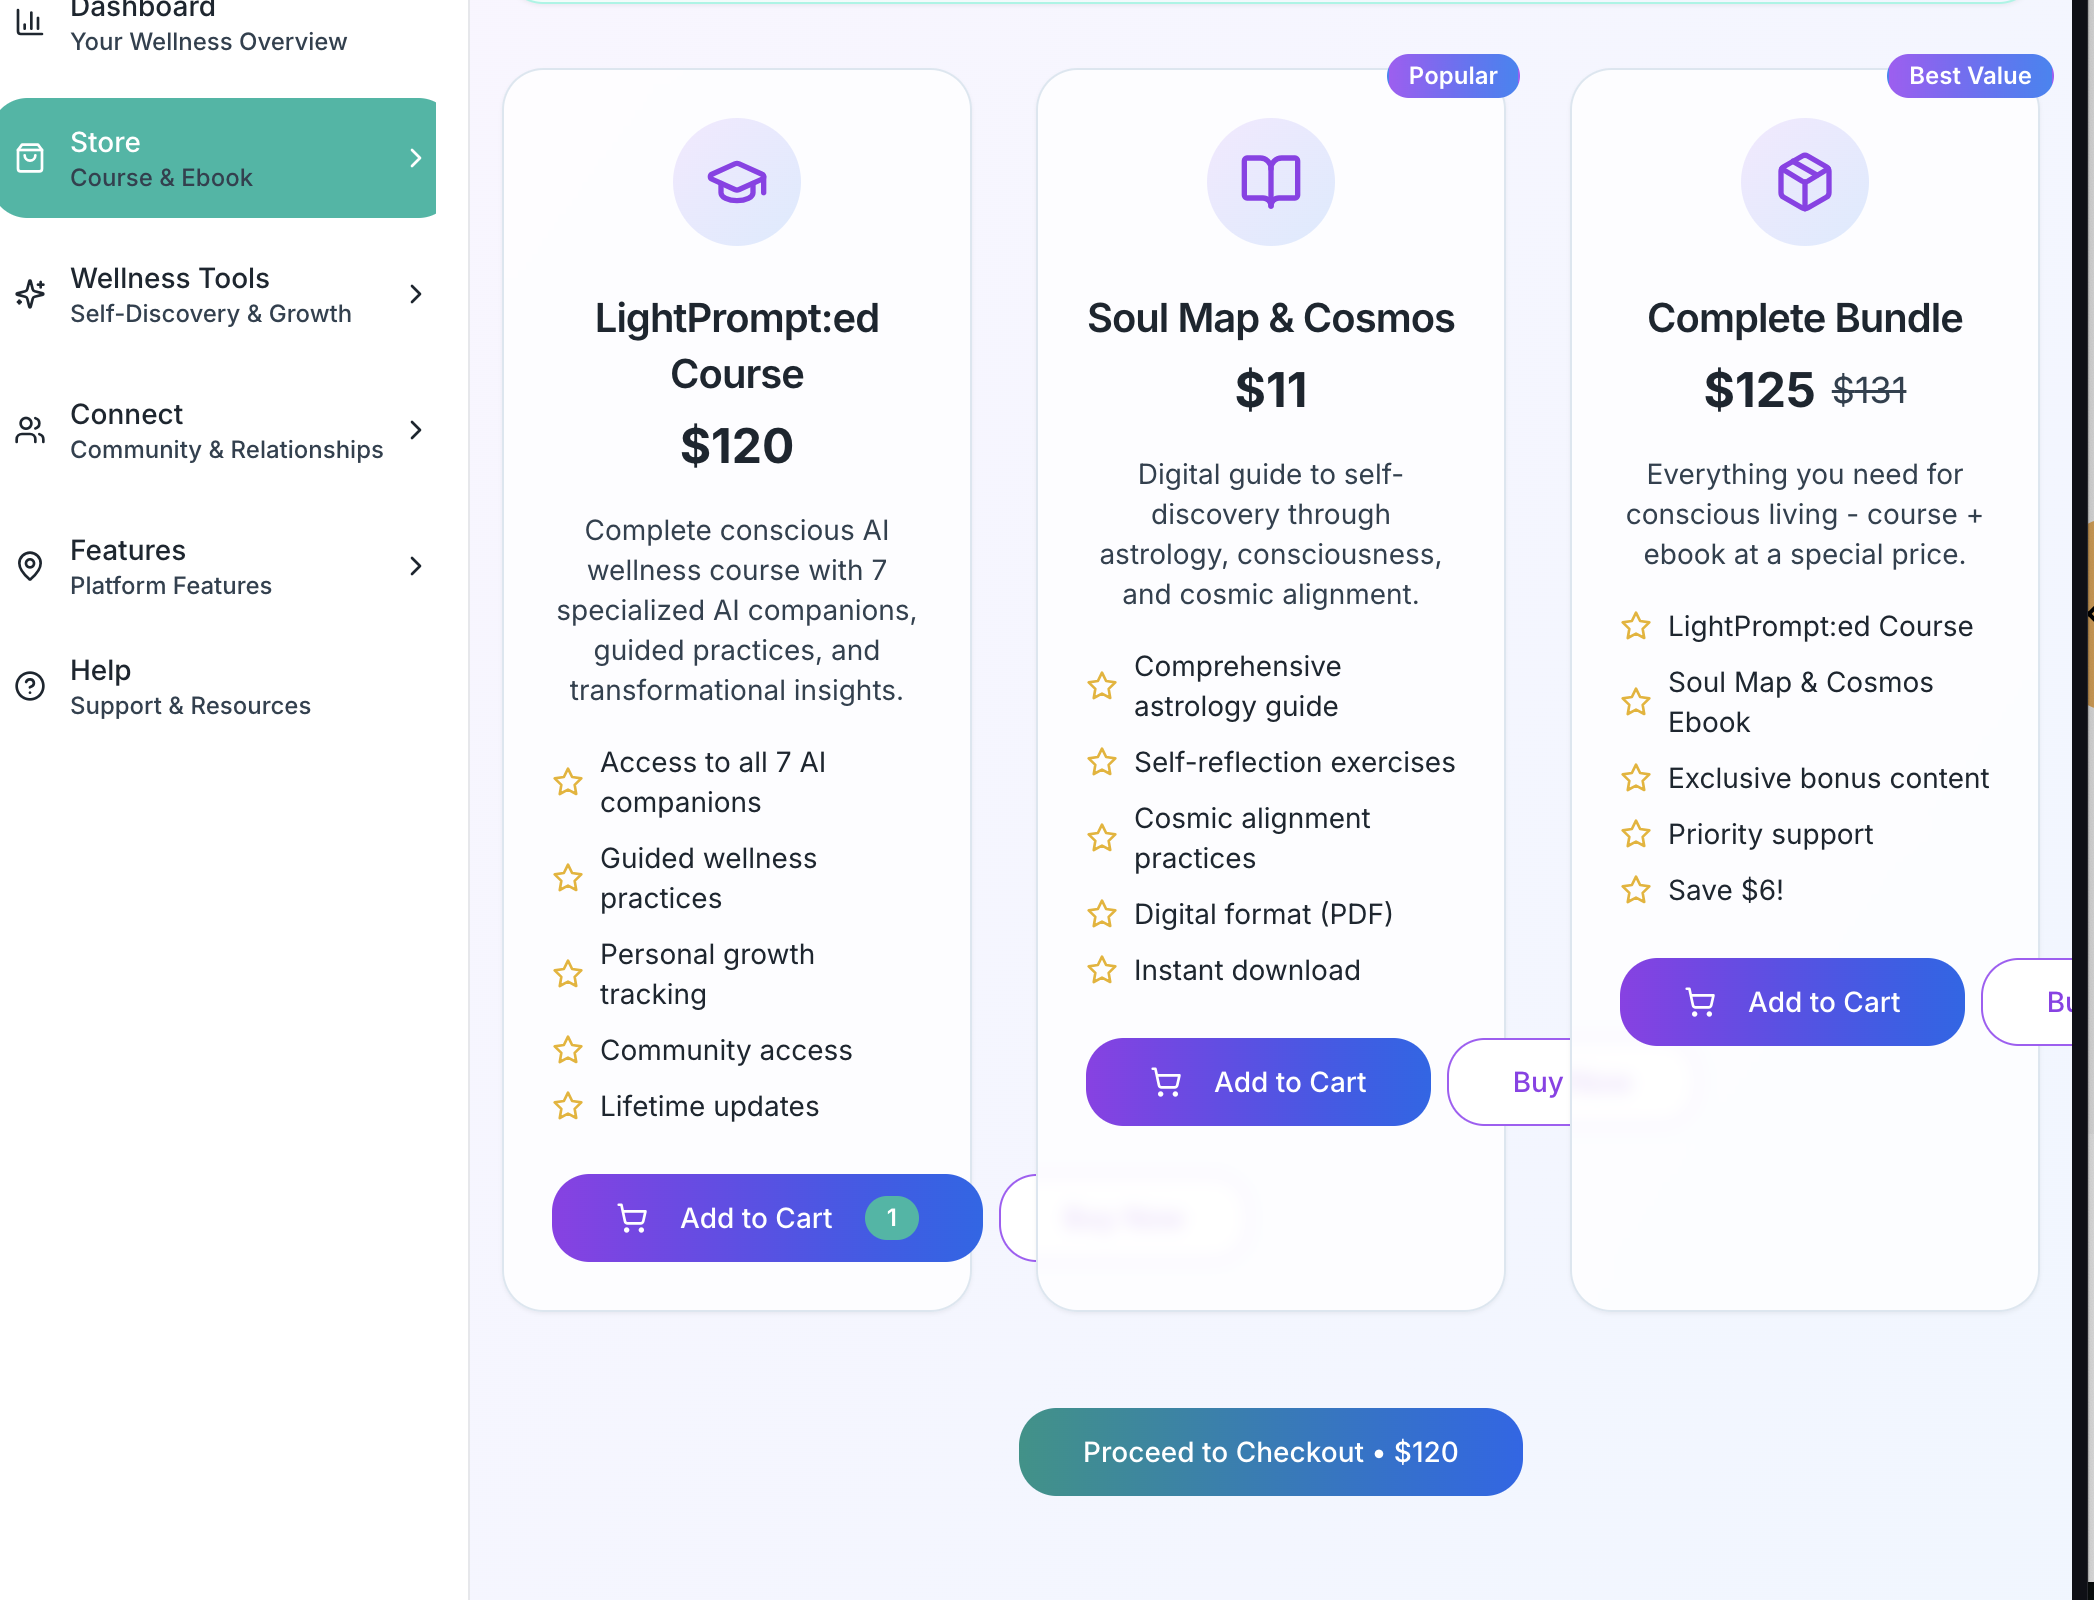 Dashboard
Your Wellness Overview
Store
Course & Ebook
Wellness Tools
Self-Discovery & Growth
Connect
Community & Relationships
Features
Platform Features
Help
Support & Resources
LightPrompt:ed
Course
$120
Complete conscious AI
wellness course with 7
specialized AI companions,
guided practices, and
transformational insights.
Access to all 7 AI
companions
Guided wellness
practices
Personal growth
tracking
Community access
Lifetime updates
Add to Cart 1
Popular
Soul Map & Cosmos
$11
Digital guide to self-
discovery through
astrology, consciousness,
and cosmic alignment.
Comprehensive
astrology guide
Self-reflection exercises
Cosmic alignment
practices
Digital format (PDF)
Instant download
Add to Cart
Buy
Best Value
Complete Bundle
$125 $131
Everything you need for
conscious living - course +
ebook at a special price.
LightPrompt:ed Course
Soul Map & Cosmos
Ebook
Exclusive bonus content
Priority support
Save $6!
Add to Cart
Proceed to Checkout • $120